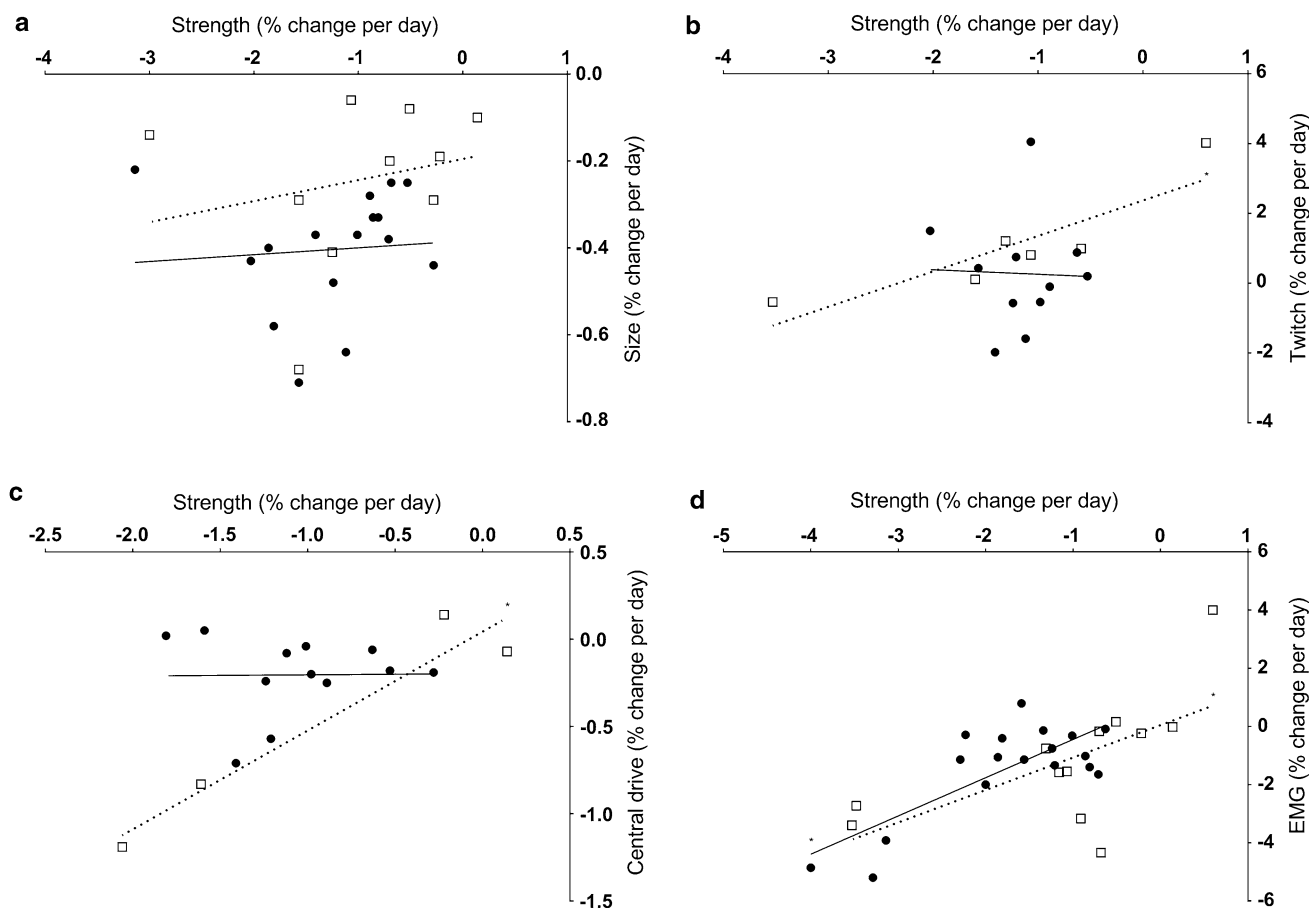 a
Strength (% change per day)
-4 -3 -2 -1 0 1
0.0
-0.2
-0.4
-0.6
-0.8
Size (% change per day)
b
Strength (% change per day)
-4 -3 -2 -1 0 1
6
4
2
0
-2
-4
Twitch (% change per day)
*
c
Strength (% change per day)
-2.5 -2.0 -1.5 -1.0 -0.5 0.0 0.5
0.5
0.0
-0.5
-1.0
-1.5
Central drive (% change per day)
*
d
Strength (% change per day)
-5 -4 -3 -2 -1 0 1
6
4
2
0
-2
-4
-6
EMG (% change per day)
*
*